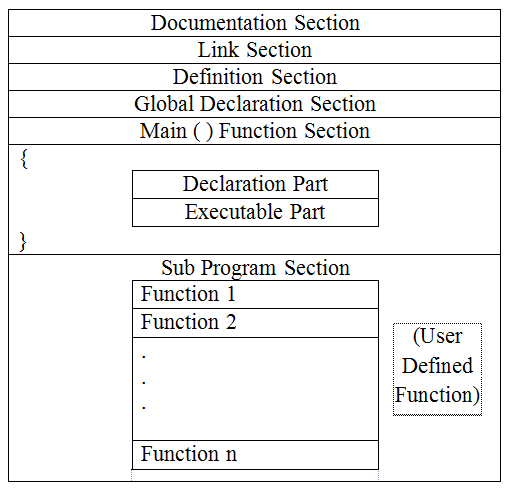 Documentation Section
Link Section
Definition Section
Global Declaration Section
Main ( ) Function Section
{
Declaration Part
Executable Part
}
Sub Program Section
Function 1
Function 2
.
.
.
Function n
(User
Defined
Function)